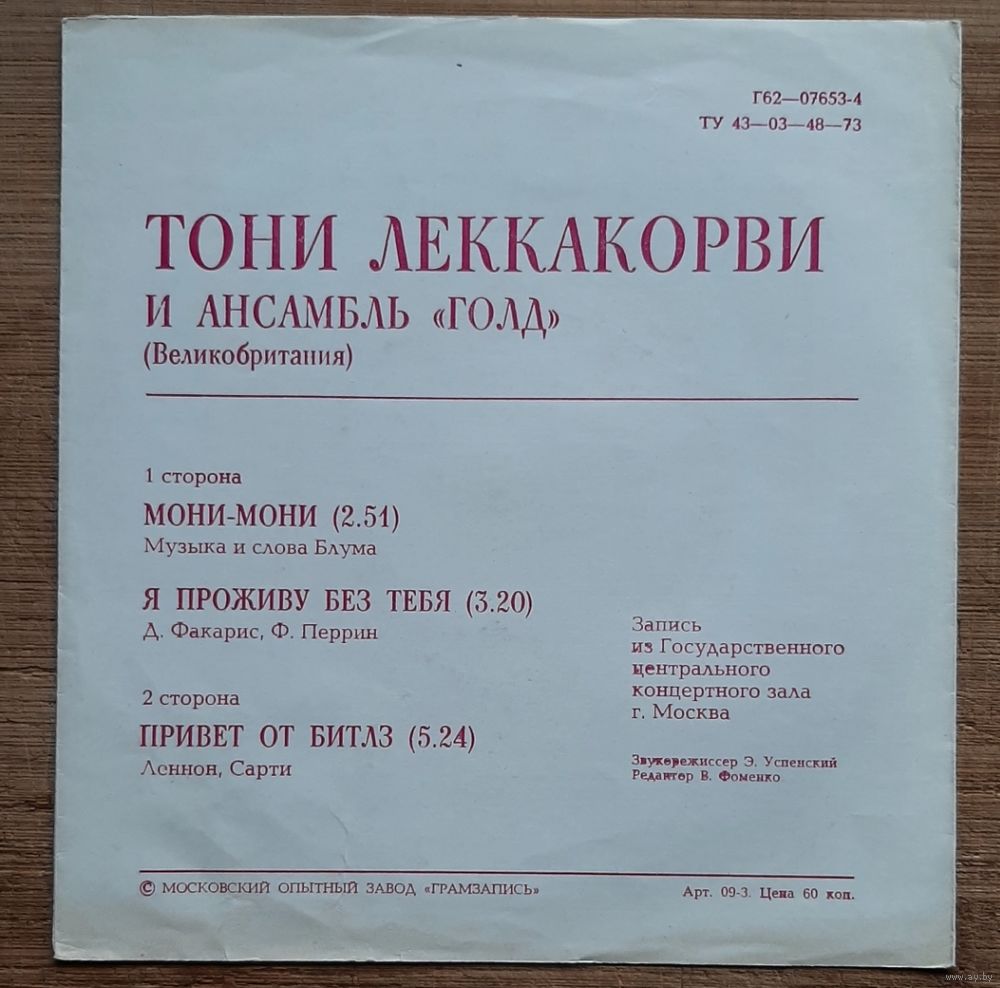 Г62—07653-4
ТУ 43—03—48—73
ТОНИ ЛЕККАКОРВИ
И АНСАМБЛЬ «ГОЛД»
(Великобритания)
1 сторона
МОНИ-МОНИ (2.51)
Музыка и слова Блума
Я ПРОЖИВУ БЕЗ ТЕБЯ (3.20)
Д. Факарис, Ф. Перрин
2 сторона
ПРИВЕТ ОТ БИТЛЗ (5.24)
Леннон, Сарти
Запись
из Государственного
центрального
концертного зала
г. Москва
Звукорежиссер Э. Успенский
Редактор В. Фоменко
© МОСКОВСКИЙ ОПЫТНЫЙ ЗАВОД «ГРАМЗАПИСЬ»
Арт. 09-3. Цена 60 коп.
www.ay.by